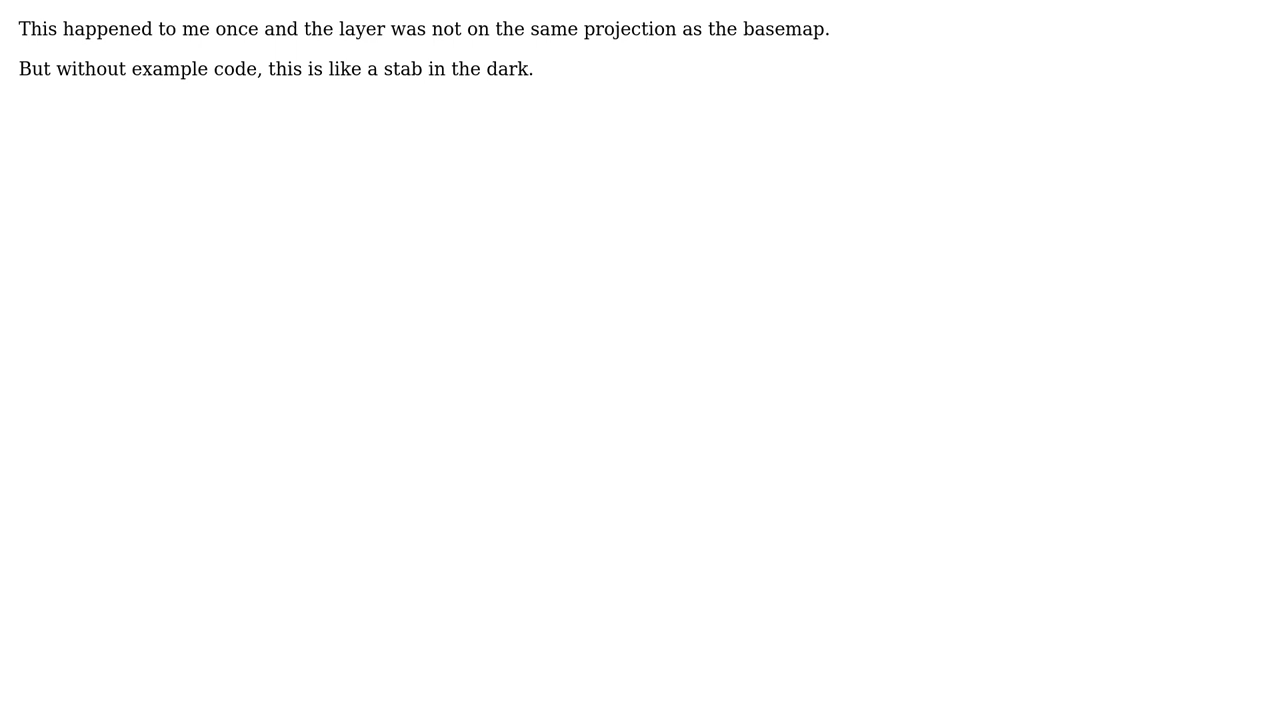 This happened to me once and the layer was not on the same projection as the basemap.
But without example code, this is like a stab in the dark.